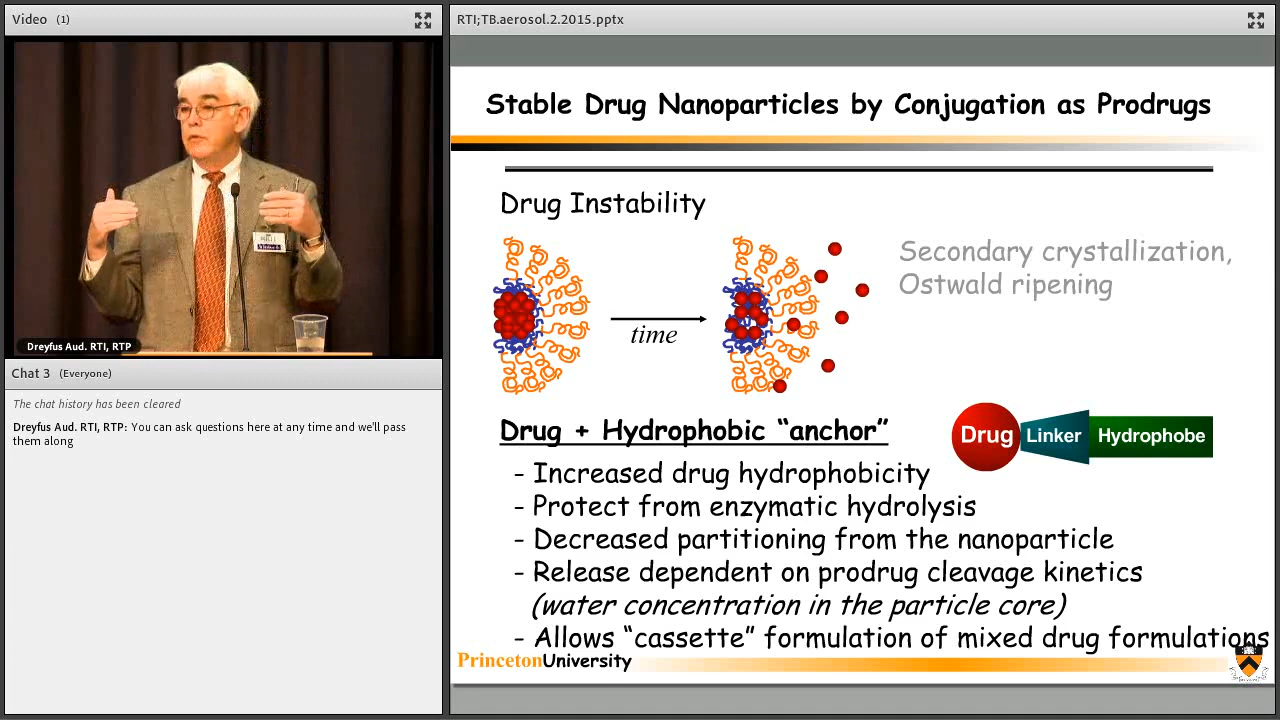 Video (1)
Dreyfus Aud. RTI, RTP
Chat 3 (Everyone)
The chat history has been cleared
Dreyfus Aud. RTI, RTP: You can ask questions here at any time and we'll pass
them along
RTI;TB.aerosol.2.2015.pptx
Stable Drug Nanoparticles by Conjugation as Prodrugs
Drug Instability
time
Secondary crystallization,
Ostwald ripening
Drug + Hydrophobic “anchor”
Drug Linker Hydrophobe
- Increased drug hydrophobicity
- Protect from enzymatic hydrolysis
- Decreased partitioning from the nanoparticle
- Release dependent on prodrug cleavage kinetics
(water concentration in the particle core)
- Allows “cassette” formulation of mixed drug formulations
PrincetonUniversity